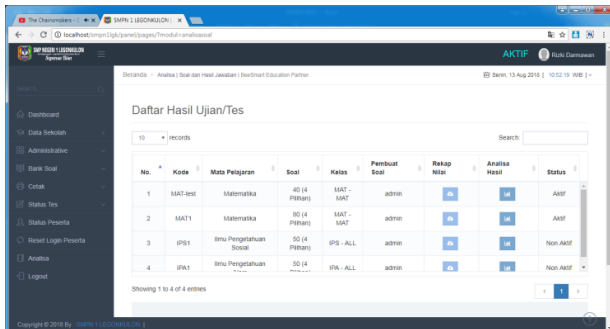 The Chainsmokers - C
SMPN 1 LEGONKULON |
localhost/smpn1lgk/panel/pages/?modul=analisasoal
SMP NEGERI 1 LEGONKULON
AKTIF
Rizki Darmawan
Beranda - Analisa | Soal dan Hasil Jawaban | BeeSmart Education Partner
Senin, 13 Aug 2018 | 10:52:19 WIB |
Search
Dashboard
Data Sekolah
Administrative
Bank Soal
Cetak
Status Tes
Status Peserta
Reset Login Peserta
Analisa
Logout
Daftar Hasil Ujian/Tes
10 records
Search:
No. Kode Mata Pelajaran Soal Kelas Pembuat Soal Rekap Nilai Analisa Hasil Status
1 MAT-test Matematika 40 (4 Pilihan) MAT - MAT admin Aktif
2 MAT1 Matematika 80 (4 Pilihan) MAT - MAT admin Aktif
3 IPS1 Ilmu Pengetahuan Sosial 50 (4 Pilihan) IPS - ALL admin Non Aktif
4 IPA1 Ilmu Pengetahuan 50 (4 IPA - ALL admin Non Aktif
Showing 1 to 4 of 4 entries
1
Copyright © 2018 By SMPN 1 LEGONKULON |